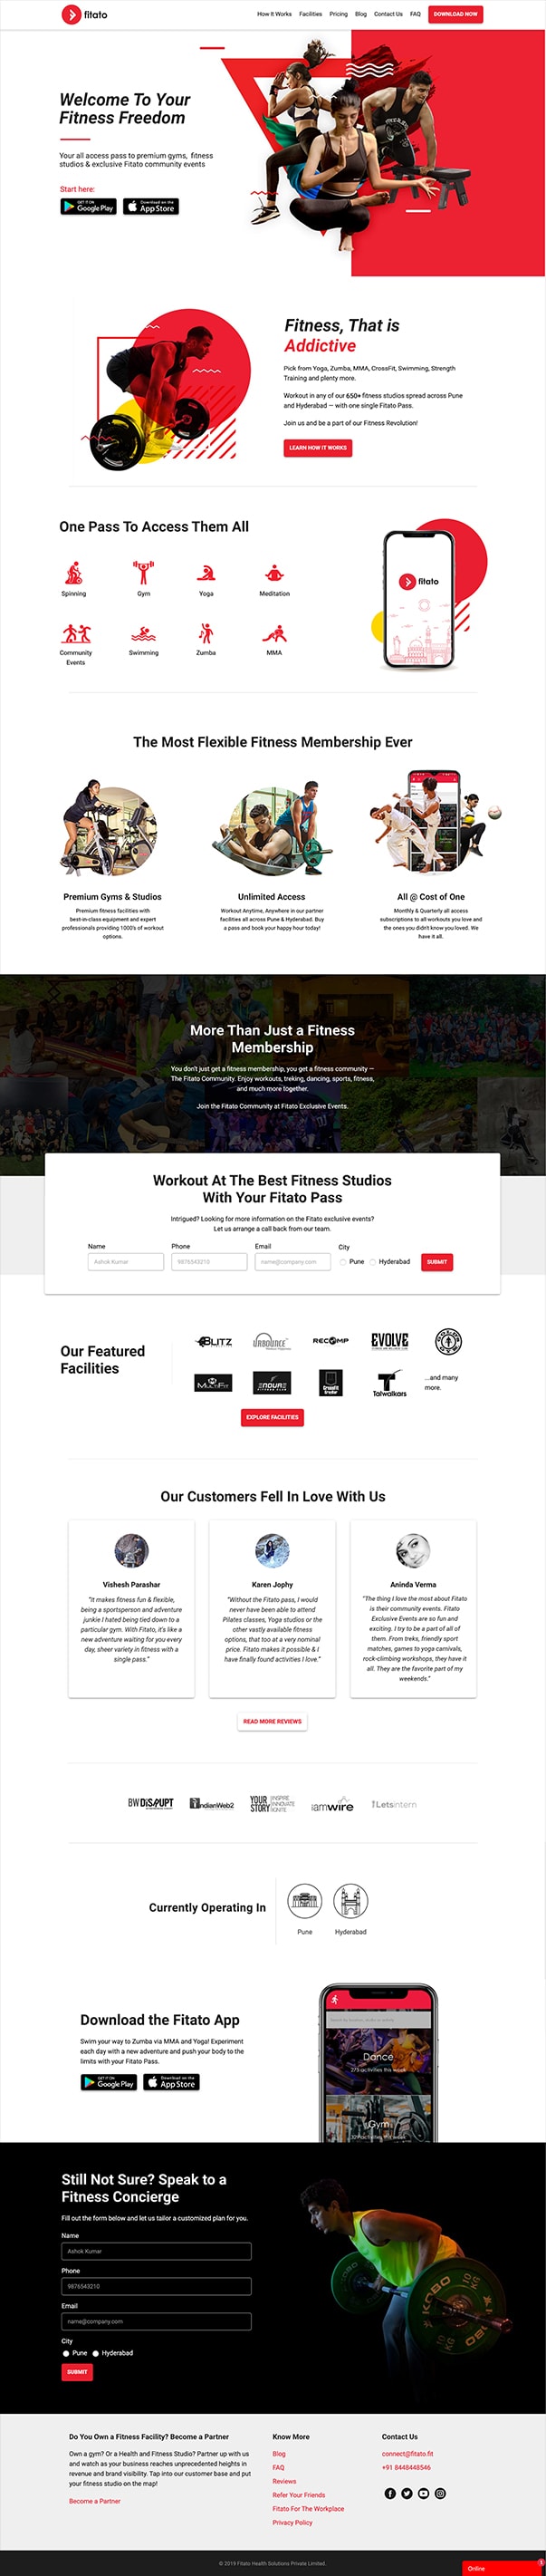 fitato
How It Works Facilities Pricing Blog Contact Us FAQ DOWNLOAD NOW
Welcome To Your
Fitness Freedom
Your all access pass to premium gyms, fitness
studios & exclusive Fitato community events
Start here:
GET IT ON
Google Play
Download on the
App Store
Fitness, That is
Addictive
Pick from Yoga, Zumba, MMA, CrossFit, Swimming, Strength
Training and plenty more.
Workout in any of our 650+ fitness studios spread across Pune
and Hyderabad — with one single Fitato Pass.
Join us and be a part of our Fitness Revolution!
LEARN HOW IT WORKS
One Pass To Access Them All
Spinning Gym Yoga Meditation
Community
Events
Swimming Zumba MMA
fitato
The Most Flexible Fitness Membership Ever
Premium Gyms & Studios
Premium fitness facilities with
best-in-class equipment and expert
professionals providing 1000's of workout
options.
Unlimited Access
Workout Anytime, Anywhere in our partner
facilities all across Pune & Hyderabad. Buy
a pass and book your happy hour today!
All @ Cost of One
Monthly & Quarterly all access
subscriptions to all workouts you love and
the ones you didn't know you loved. We
have it all.
More Than Just a Fitness
Membership
You don't just get a fitness membership, you get a fitness community —
The Fitato Community. Enjoy workouts, treking, dancing, sports, fitness,
and much more together.
Join the Fitato Community at Fitato Exclusive Events.
Workout At The Best Fitness Studios
With Your Fitato Pass
Intrigued? Looking for more information on the Fitato exclusive events?
Let us arrange a call back from our team.
Name Phone Email City
Ashok Kumar 9876543210 name@company.com Pune Hyderabad SUBMIT
Our Featured
Facilities
BLITZ URBOUNCE RECOMP EVOLVE GOLD'S GYM
MULTIFIT ENDURE CrossFit Talwalkars
...and many
more.
EXPLORE FACILITIES
Our Customers Fell In Love With Us
Vishesh Parashar
"It makes fitness fun & flexible,
being a sportsperson and adventure
junkie I hated being tied down to a
particular gym. With Fitato, it's like a
new adventure waiting for you every
day, sheer variety in fitness with a
single pass."
Karen Jophy
"Without the Fitato pass, I would
never have been able to attend
Pilates classes, Yoga studios or the
other vastly available fitness
options, that too at a very nominal
price. Fitato makes it possible & I
have finally found activities I love."
Aninda Verma
"The thing I love the most about Fitato
is their community events. Fitato
Exclusive Events are so fun and
exciting. I try to be a part of all of
them. From treks, friendly sport
matches, games to yoga carnivals,
rock-climbing workshops, they have it
all. They are the favorite part of my
weekends."
READ MORE REVIEWS
BW DISRUPT IndianWeb2 YOUR STORY INSPIRE INNOVATE IGNITE iamwire Letsintern
Currently Operating In
Pune Hyderabad
Download the Fitato App
Swim your way to Zumba via MMA and Yoga! Experiment
each day with a new adventure and push your body to the
limits with your Fitato Pass.
GET IT ON
Google Play
Download on the
App Store
Dance
275 activities this week
Gym
activities this week
Still Not Sure? Speak to a
Fitness Concierge
Fill out the form below and let us tailor a customized plan for you.
Name
Ashok Kumar
Phone
9876543210
Email
name@company.com
City
Pune Hyderabad
SUBMIT
KOBO
10 KG
Do You Own a Fitness Facility? Become a Partner
Own a gym? Or a Health and Fitness Studio? Partner up with us
and watch as your business reaches unprecedented heights in
revenue and brand visibility. Tap into our customer base and put
your fitness studio on the map!
Become a Partner
Know More
Blog
FAQ
Reviews
Refer Your Friends
Fitato For The Workplace
Privacy Policy
Contact Us
connect@fitato.fit
+91 8448448546
© 2019 Fitato Health Solutions Private Limited.
Online
1